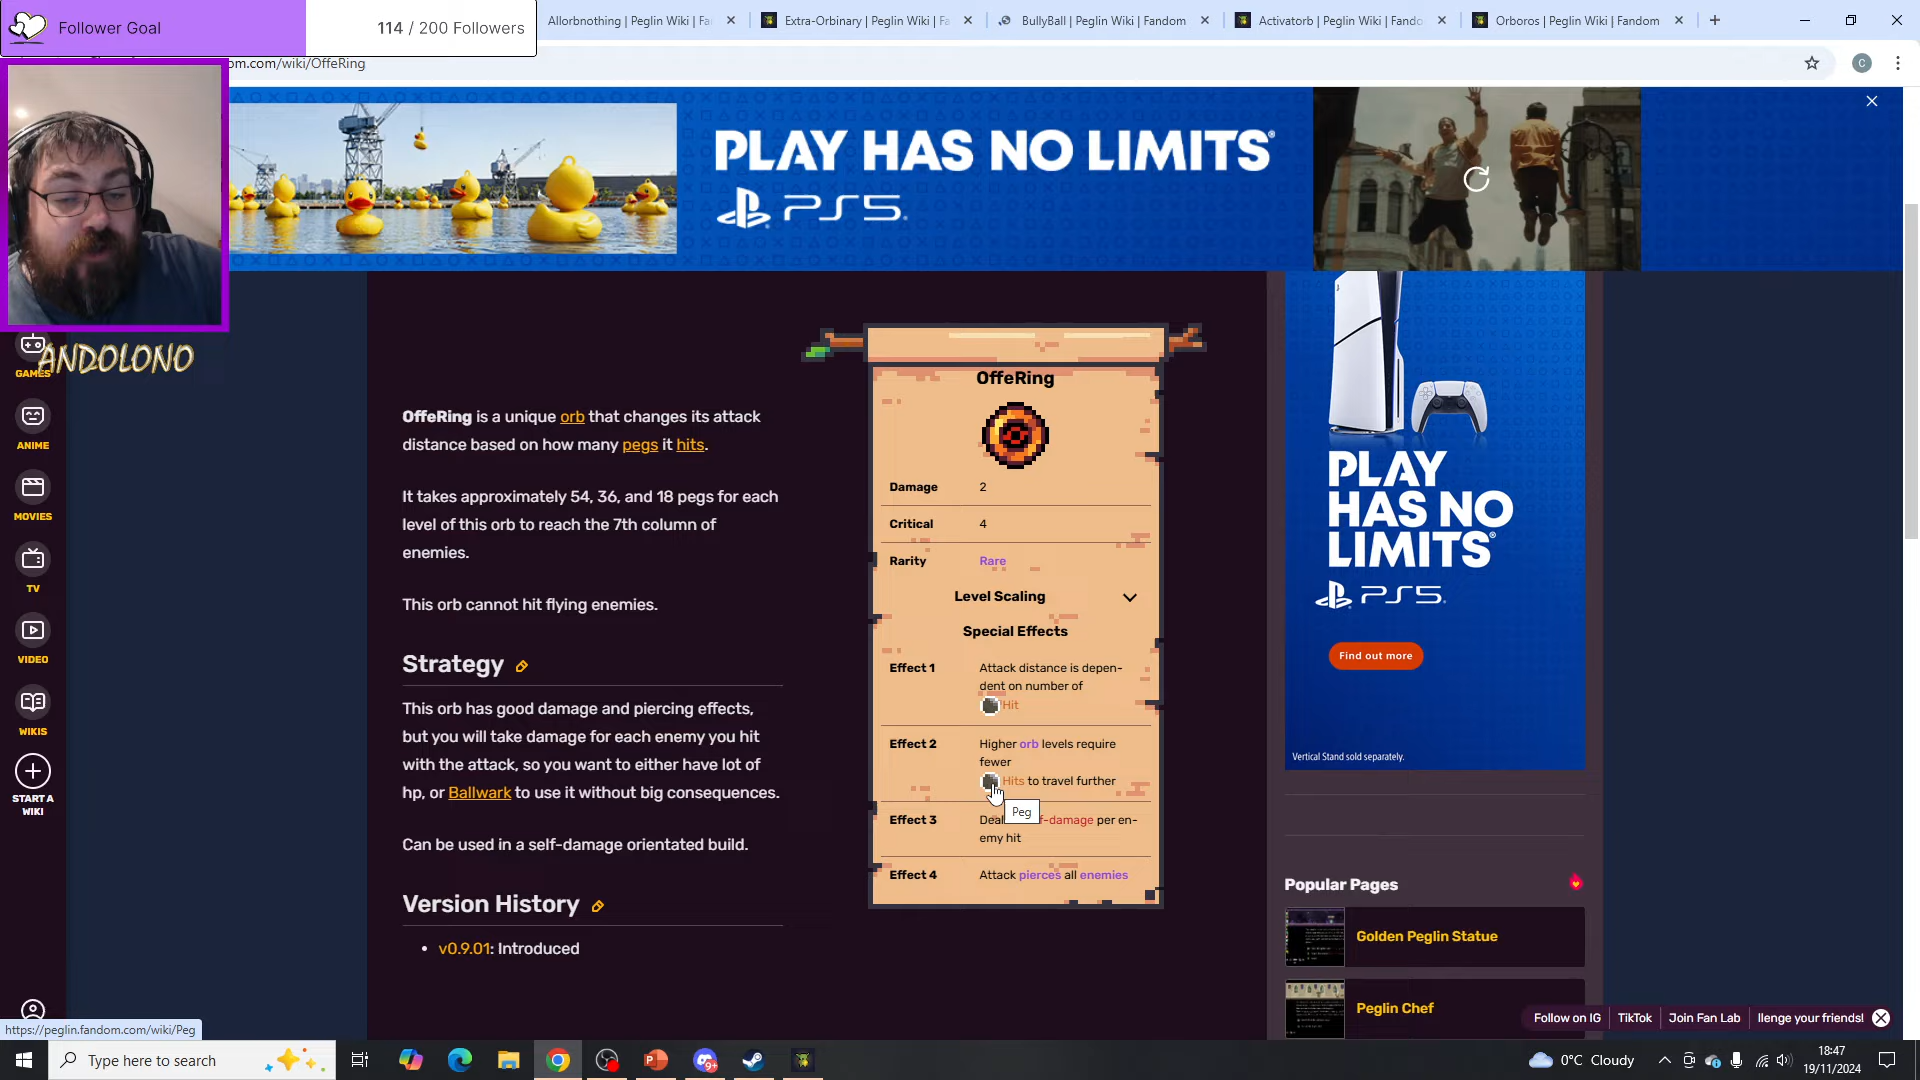 Follower Goal
114 / 200 Followers
Allorbnothing | Peglin Wiki | Fa
Extra-Orbinary | Peglin Wiki | Fa
BullyBall | Peglin Wiki | Fandom
Activatorb | Peglin Wiki | Fando
Orboros | Peglin Wiki | Fandom
om.com/wiki/OffeRing
C
PLAY HAS NO LIMITS
PS5
GAMES
ANDOLONO
ANIME
MOVIES
TV
VIDEO
WIKIS
START A
WIKI
OffeRing is a unique orb that changes its attack
distance based on how many pegs it hits.
It takes approximately 54, 36, and 18 pegs for each
level of this orb to reach the 7th column of
enemies.
This orb cannot hit flying enemies.
Strategy
This orb has good damage and piercing effects,
but you will take damage for each enemy you hit
with the attack, so you want to either have lot of
hp, or Ballwark to use it without big consequences.
Can be used in a self-damage orientated build.
Version History
• v0.9.01: Introduced
OffeRing
Damage 2
Critical 4
Rarity Rare
Level Scaling
Special Effects
Effect 1 Attack distance is depen-
dent on number of
Hit
Effect 2 Higher orb levels require
fewer
Hits to travel further
Peg
Effect 3 Deal f-damage per en-
emy hit
Effect 4 Attack pierces all enemies
PLAY
HAS NO
LIMITS
PS5
Find out more
Vertical Stand sold separately.
Popular Pages
Golden Peglin Statue
Peglin Chef
Follow on IG
TikTok
Join Fan Lab
llenge your friends!
https://peglin.fandom.com/wiki/Peg
Type here to search
9+
0°C Cloudy
18:47
19/11/2024